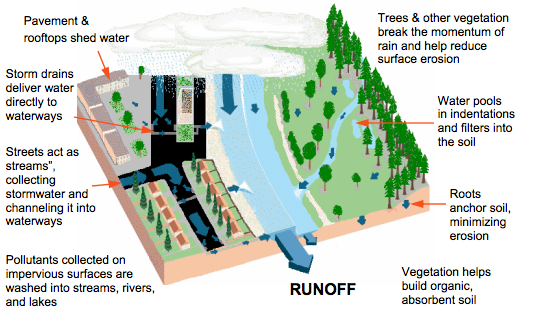 Pavement &
rooftops shed water
Storm drains
deliver water
directly to
waterways
Streets act as
streams”,
collecting
stormwater and
channeling it into
waterways
Pollutants collected on
impervious surfaces are
washed into streams, rivers,
and lakes
Trees & other vegetation
break the momentum of
rain and help reduce
surface erosion
Water pools
in indentations
and filters into
the soil
Roots
anchor soil,
minimizing
erosion
Vegetation helps
build organic,
absorbent soil
RUNOFF